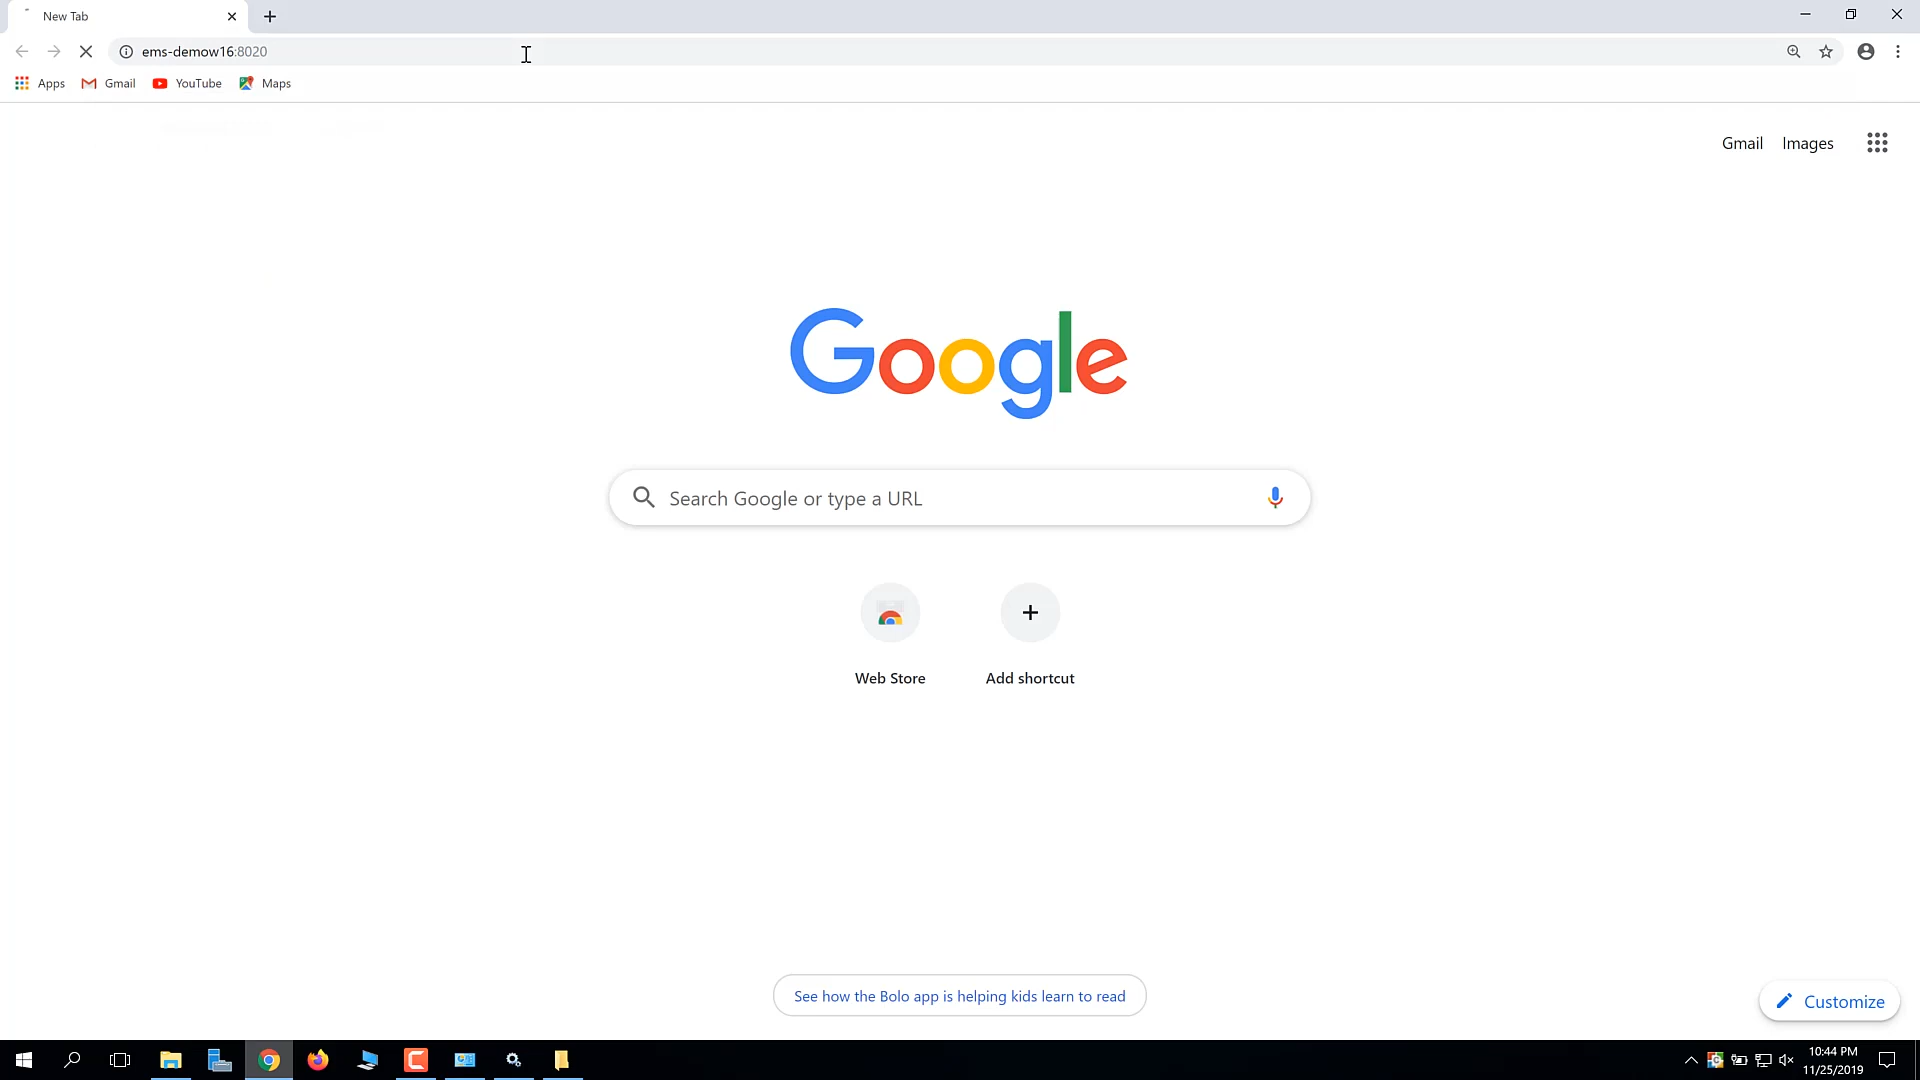 New Tab
ems-demow16:8020
Apps Gmail YouTube Maps
Gmail Images
Google
Search Google or type a URL
Web Store Add shortcut
See how the Bolo app is helping kids learn to read
Customize
10:44 PM
11/25/2019